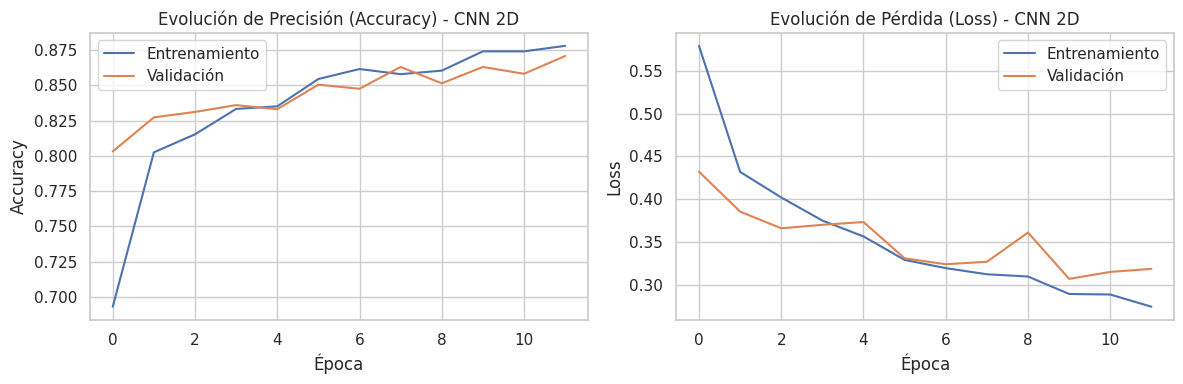 Evolución de Precisión (Accuracy) - CNN 2D
Entrenamiento
Validación
0.875
0.850
0.825
0.800
0.775
0.750
0.725
0.700
Accuracy
0 2 4 6 8 10
Época
Evolución de Pérdida (Loss) - CNN 2D
Entrenamiento
Validación
0.55
0.50
0.45
0.40
0.35
0.30
Loss
0 2 4 6 8 10
Época